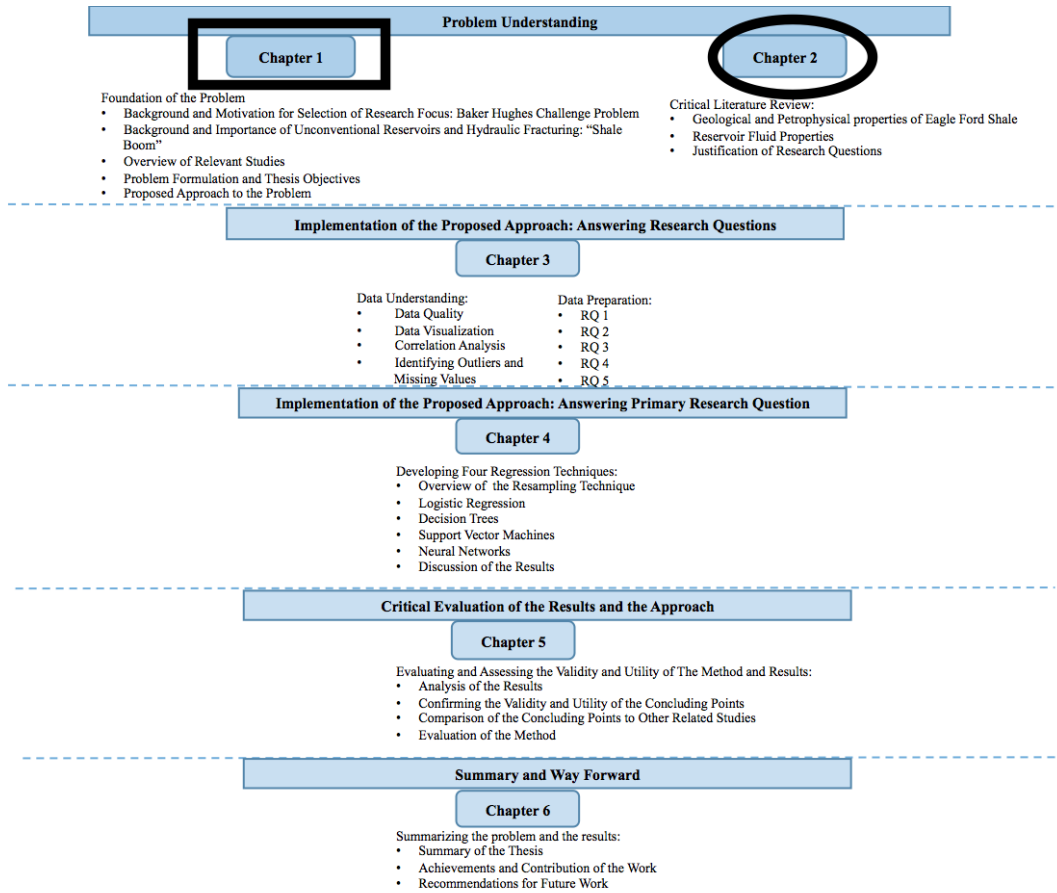 Problem Understanding
Chapter 1
Foundation of the Problem
• Background and Motivation for Selection of Research Focus: Baker Hughes Challenge Problem
• Background and Importance of Unconventional Reservoirs and Hydraulic Fracturing: “Shale
Boom”
• Overview of Relevant Studies
• Problem Formulation and Thesis Objectives
• Proposed Approach to the Problem
Chapter 2
Critical Literature Review:
• Geological and Petrophysical properties of Eagle Ford Shale
• Reservoir Fluid Properties
• Justification of Research Questions
Implementation of the Proposed Approach: Answering Research Questions
Chapter 3
Data Understanding:
• Data Quality
• Data Visualization
• Correlation Analysis
• Identifying Outliers and
Missing Values
Data Preparation:
• RQ 1
• RQ 2
• RQ 3
• RQ 4
• RQ 5
Implementation of the Proposed Approach: Answering Primary Research Question
Chapter 4
Developing Four Regression Techniques:
• Overview of the Resampling Technique
• Logistic Regression
• Decision Trees
• Support Vector Machines
• Neural Networks
• Discussion of the Results
Critical Evaluation of the Results and the Approach
Chapter 5
Evaluating and Assessing the Validity and Utility of The Method and Results:
• Analysis of the Results
• Confirming the Validity and Utility of the Concluding Points
• Comparison of the Concluding Points to Other Related Studies
• Evaluation of the Method
Summary and Way Forward
Chapter 6
Summarizing the problem and the results:
• Summary of the Thesis
• Achievements and Contribution of the Work
• Recommendations for Future Work